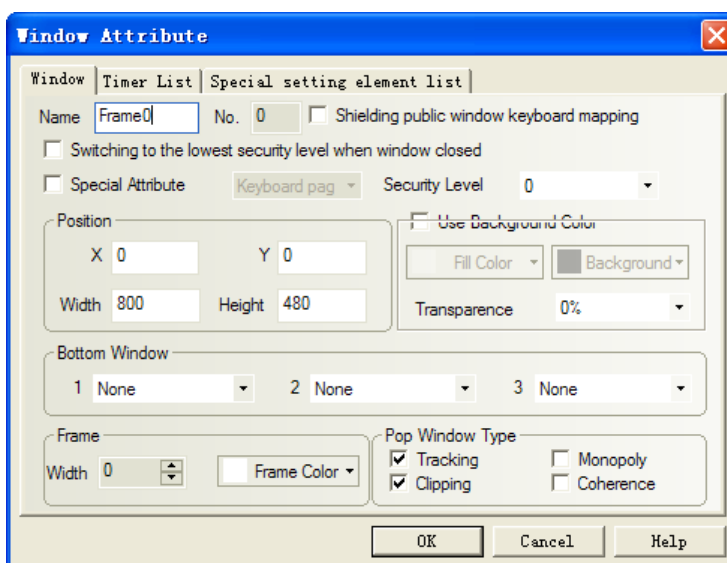 Window Attribute
Window Timer List Special setting element list
Name Frame0 No. 0 Shielding public window keyboard mapping
Switching to the lowest security level when window closed
Special Attribute Keyboard pag Security Level 0
Position Use Background Color
X 0 Y 0 Fill Color Background
Width 800 Height 480 Transparence 0%
Bottom Window
1 None 2 None 3 None
Frame Pop Window Type
Width 0 Frame Color Tracking Monopoly
Clipping Coherence
OK Cancel Help